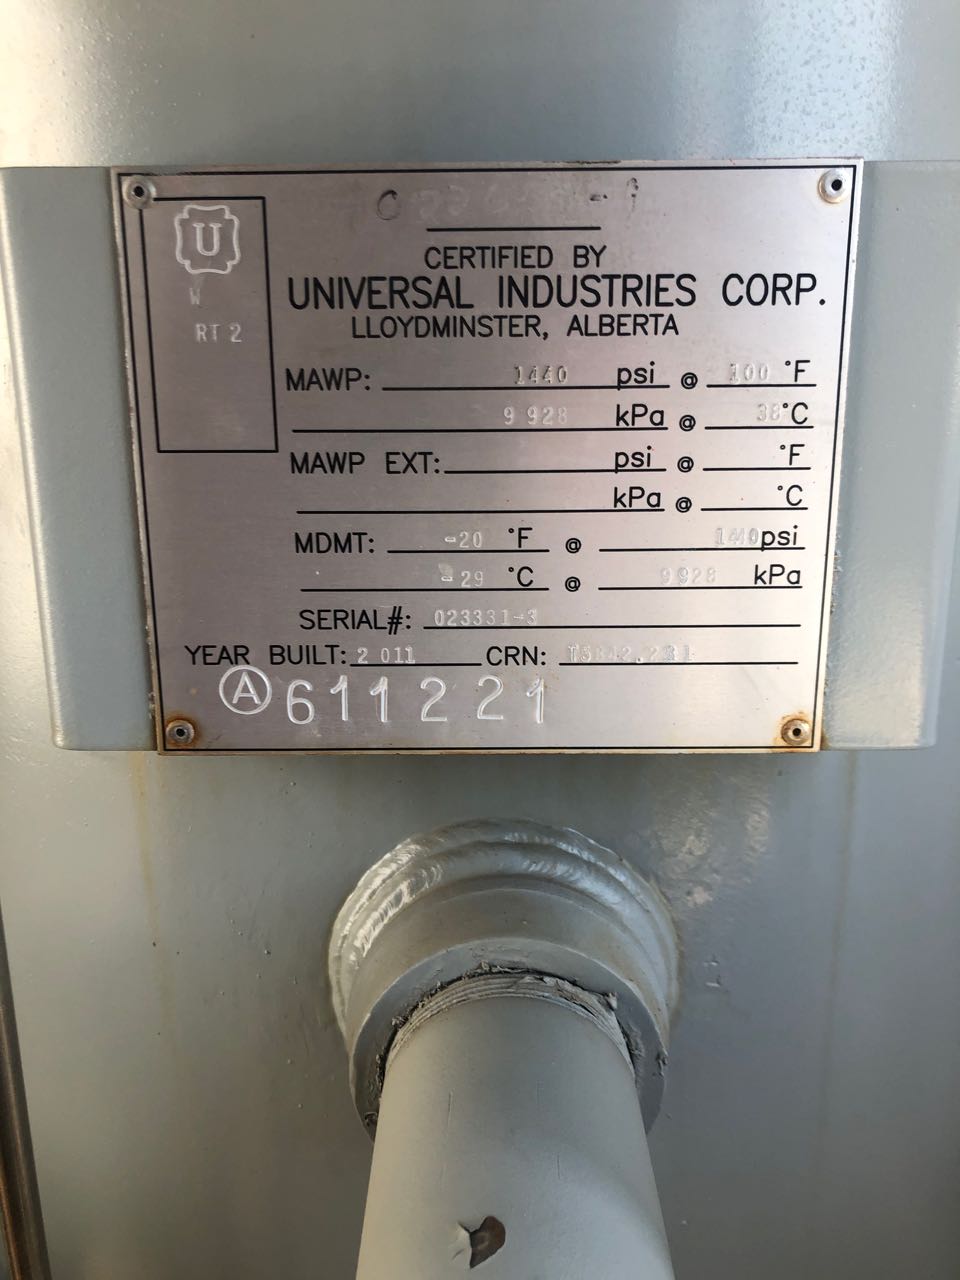 U
W
RT 2
CERTIFIED BY
UNIVERSAL INDUSTRIES CORP.
LLOYDMINSTER, ALBERTA
MAWP: 1440 psi @ 100 °F
9 928 kPa @ 38°C
MAWP EXT: psi @ °F
kPa @ °C
MDMT: -20 °F @ 1440psi
-29 °C @ 9928 kPa
SERIAL#: 023331-3
YEAR BUILT: 2 011 CRN:
A 611221